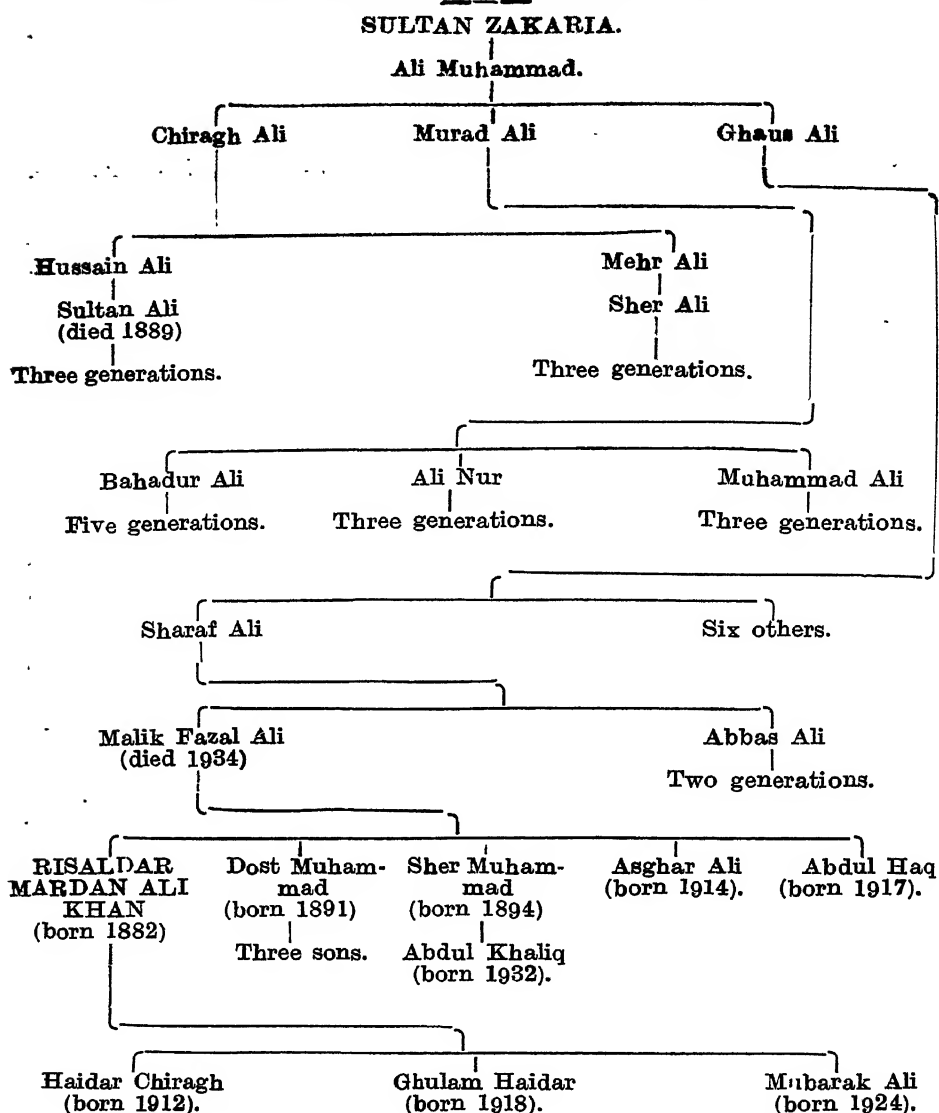 SULTAN ZAKARIA.
Ali Muhammad.
Chiragh Ali Murad Ali Ghaus Ali
Hussain Ali Mehr Ali
Sultan Ali Sher Ali
(died 1889)
Three generations. Three generations.
Bahadur Ali Ali Nur Muhammad Ali
Five generations. Three generations. Three generations.
Sharaf Ali Six others.
Malik Fazal Ali Abbas Ali
(died 1934)
Two generations.
RISALDAR Dost Muham- Sher Muham- Asghar Ali Abdul Haq
MARDAN ALI mad mad (born 1914). (born 1917).
KHAN (born 1891) (born 1894)
(born 1882)
Three sons. Abdul Khaliq
(born 1932).
Haidar Chiragh Ghulam Haidar Mubarak Ali
(born 1912). (born 1918). (born 1924).